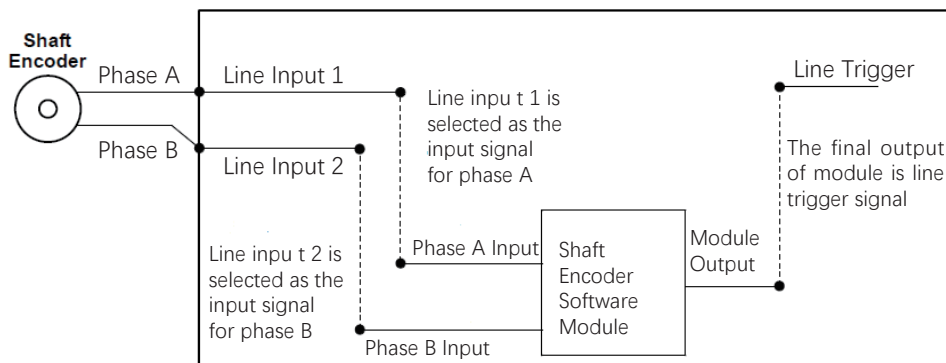 Shaft
Encoder
Phase A
Line Input 1
Line Trigger
Line inpu t 1 is
selected as the
input signal
for phase A
Phase B
Line Input 2
The final output
of module is line
trigger signal
Line inpu t 2 is
selected as the
input signal
for phase B
Phase A Input
Shaft
Encoder
Software
Module
Module
Output
Phase B Input